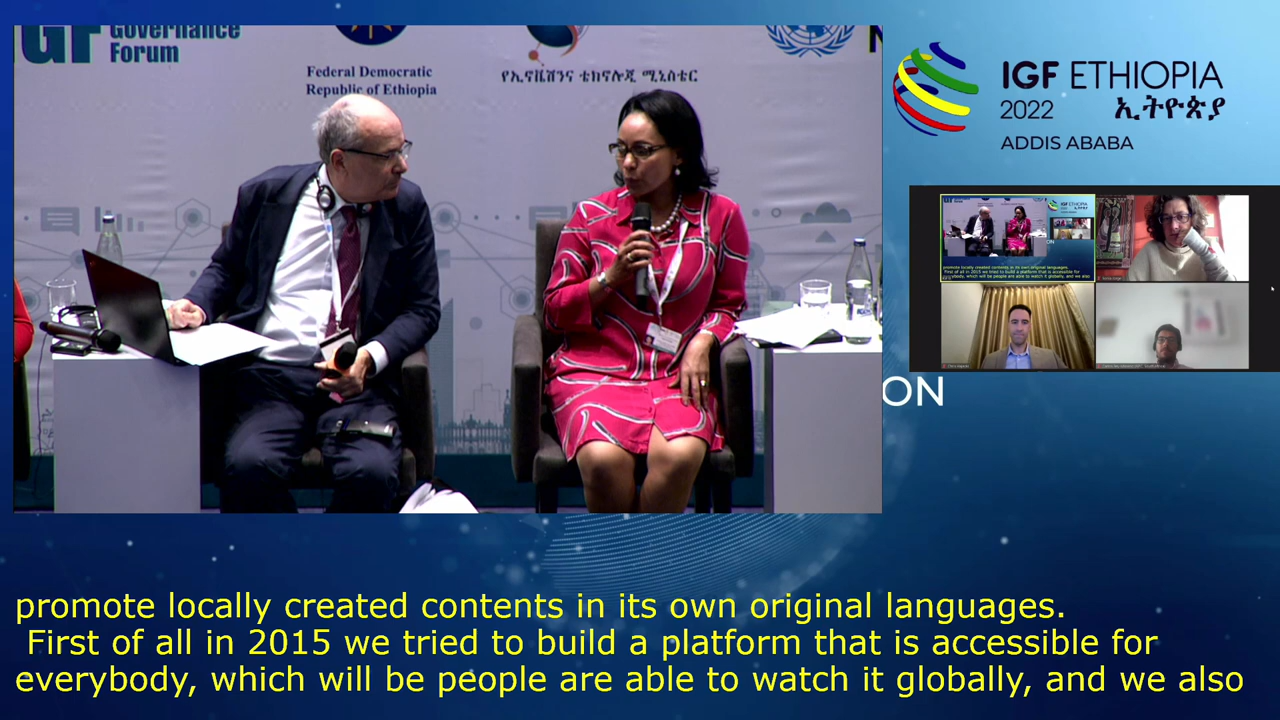 IGF
Governance
Forum
Federal Democratic
Republic of Ethiopia
የኢኖቬሽንና ቴክኖሎጂ ሚኒስቴር
IGF ETHIOPIA
2022 ኢትዮጵያ
ADDIS ABABA
ON
promote locally created contents in its own original languages.
First of all in 2015 we tried to build a platform that is accessible for
everybody, which will be people are able to watch it globally, and we also